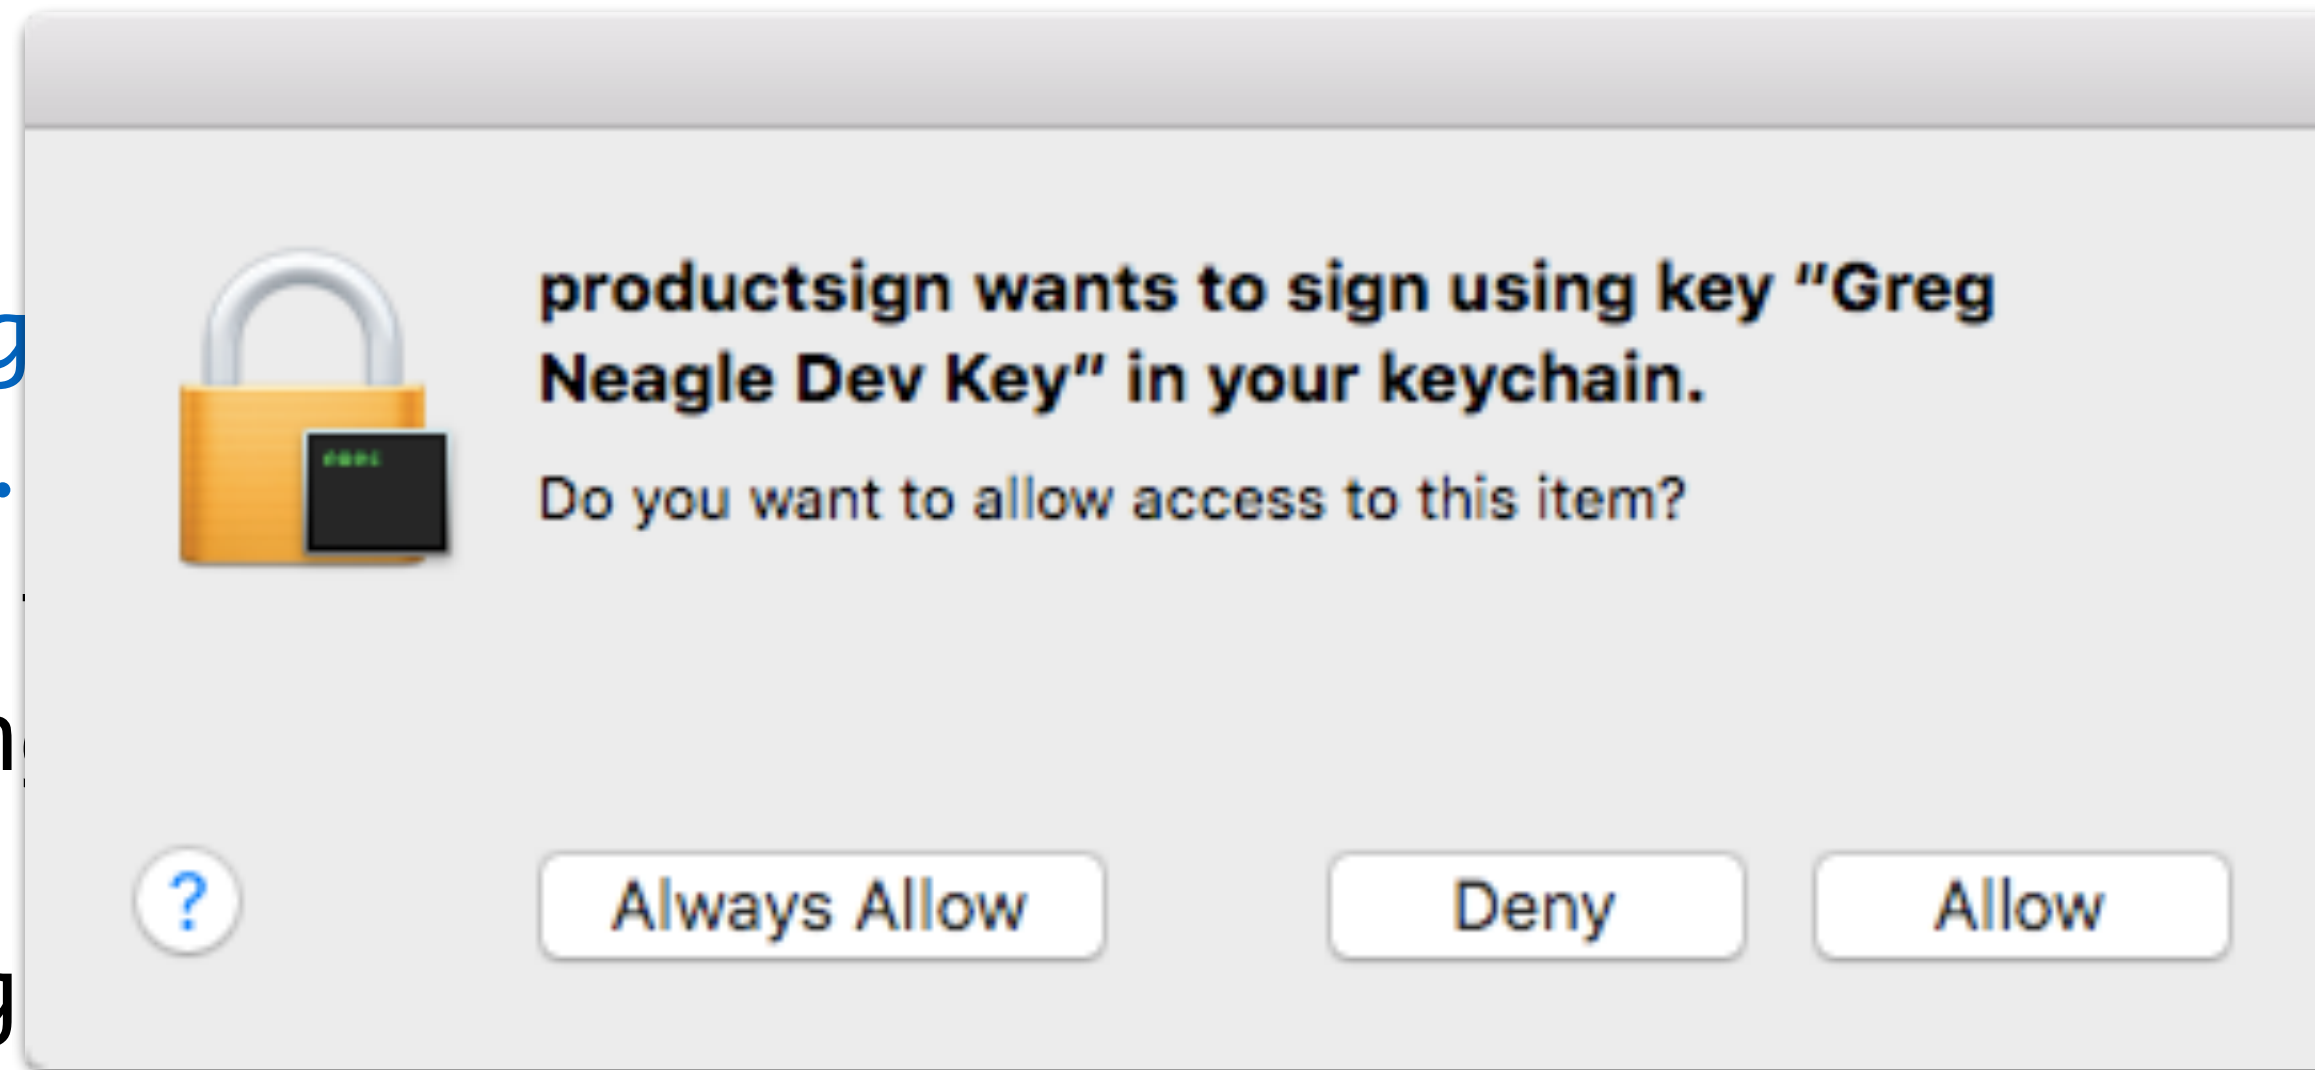 productsign wants to sign using key “Greg
Neagle Dev Key” in your keychain.
Do you want to allow access to this item?
?
Always Allow
Deny
Allow